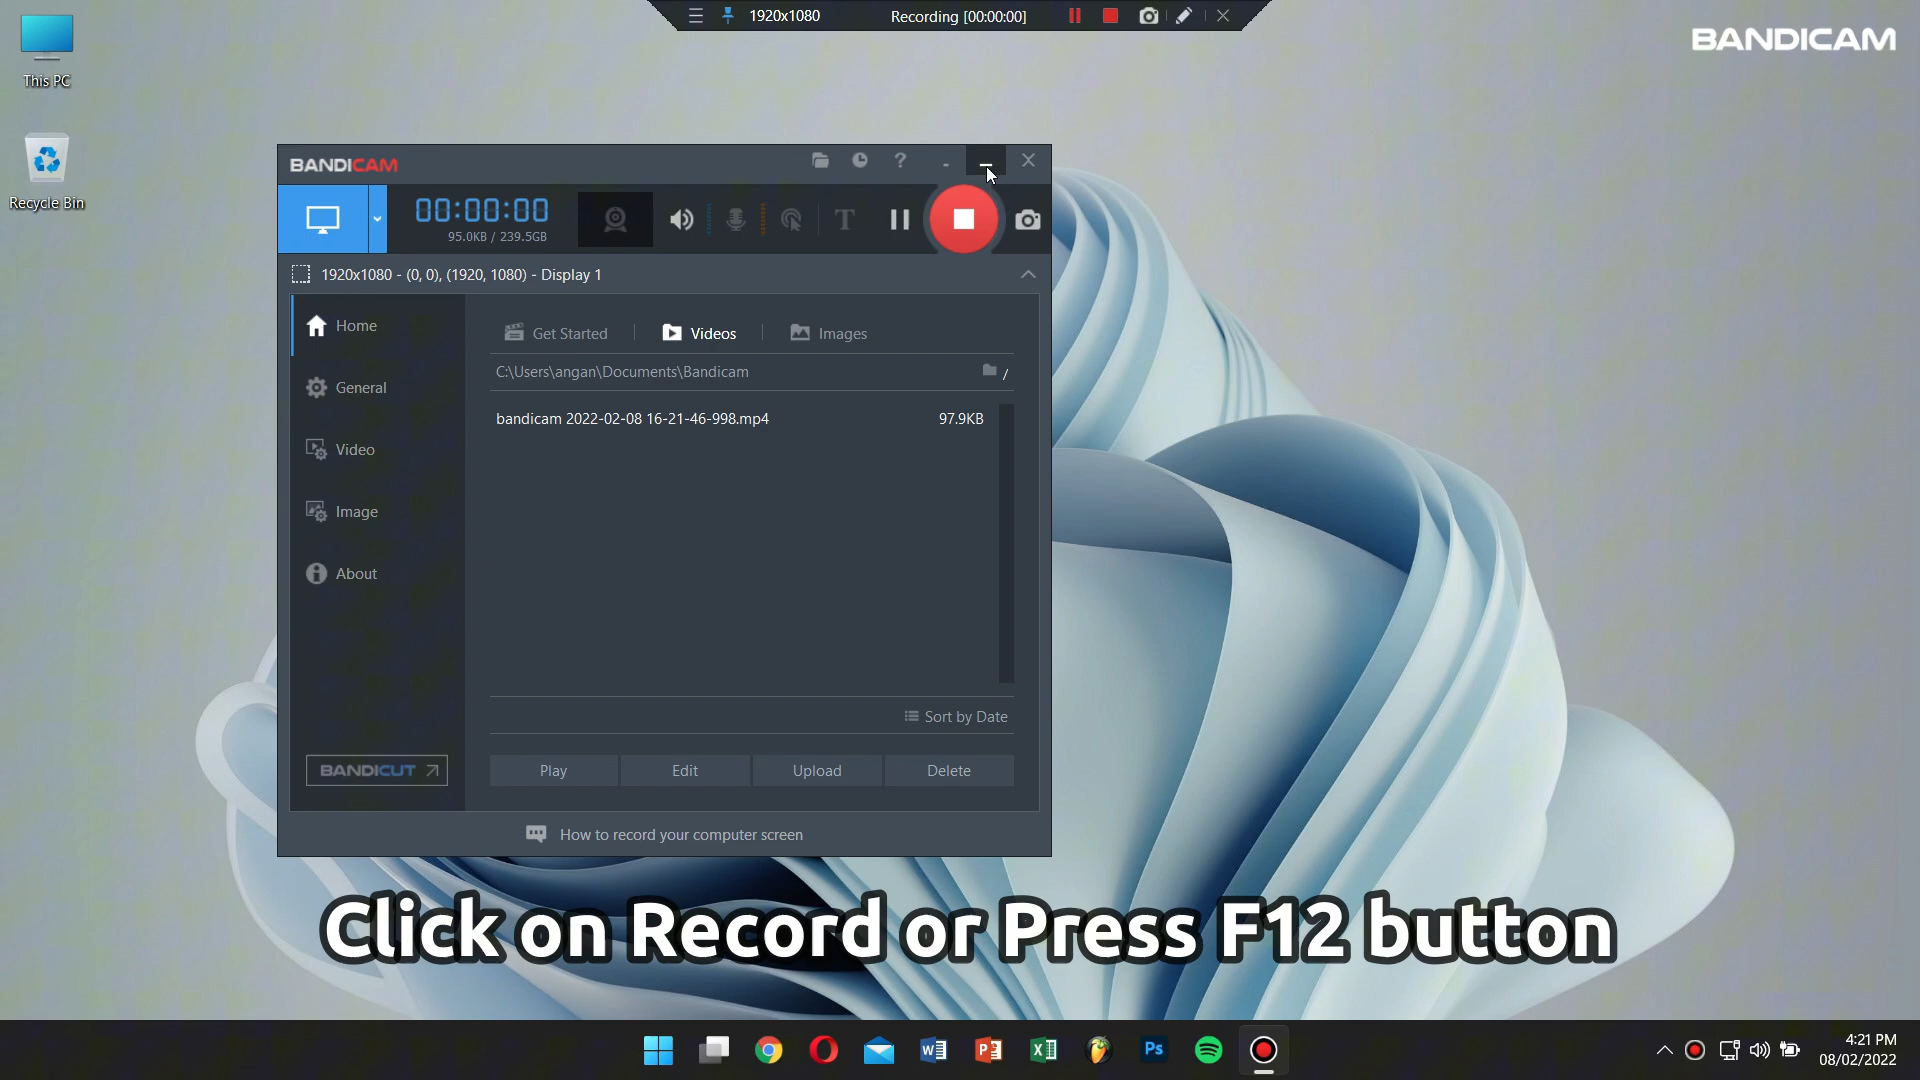 1920x1080
Recording [00:00:00]
BANDICAM
This PC
Recycle Bin
BANDICAM
00:00:00
95.0KB / 239.5GB
1920x1080 - (0, 0), (1920, 1080) - Display 1
Home
General
Video
Image
About
BANDICUT
Get Started
Videos
Images
C:\Users\angan\Documents\Bandicam
/
bandicam 2022-02-08 16-21-46-998.mp4
97.9KB
Sort by Date
Play
Edit
Upload
Delete
How to record your computer screen
Click on Record or Press F12 button
Ps
4:21 PM
08/02/2022